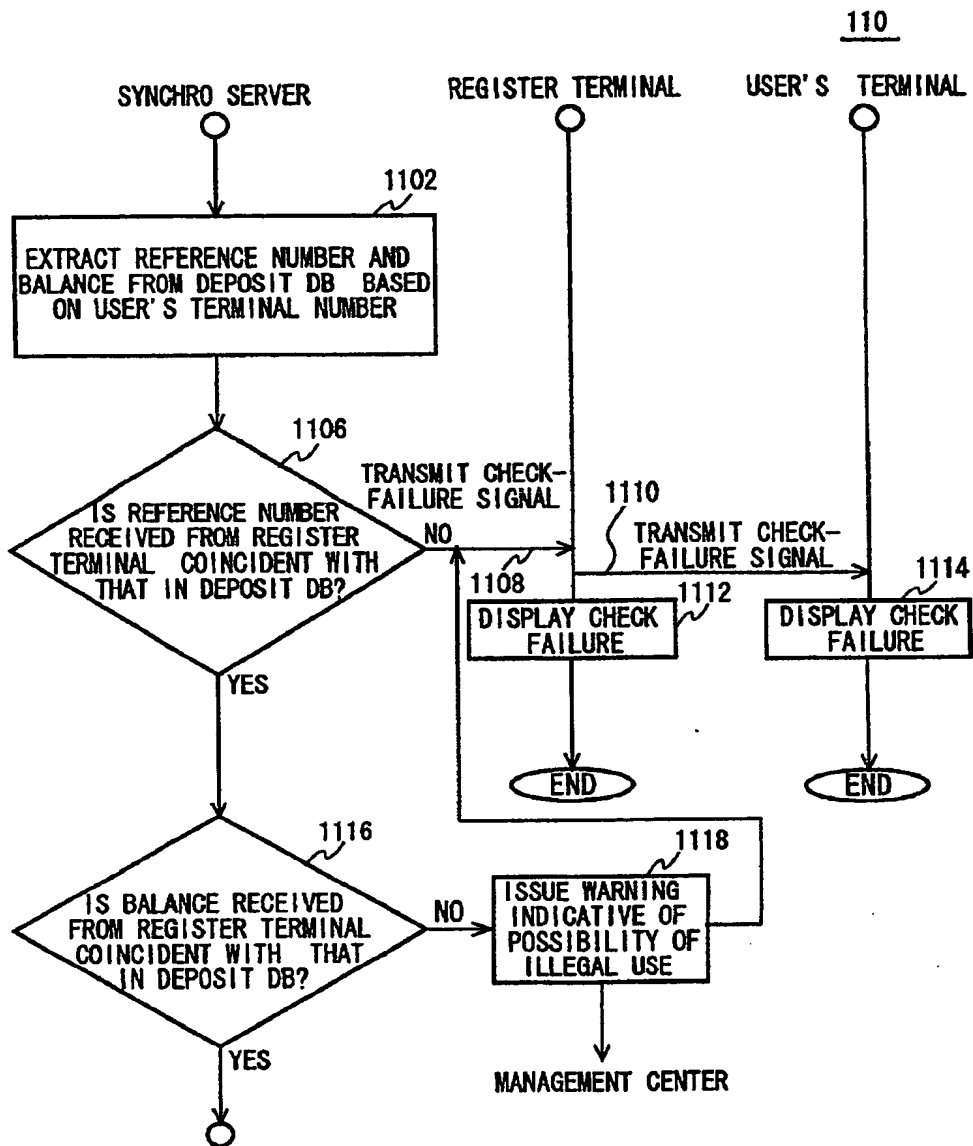 110
SYNCHRO SERVER
REGISTER TERMINAL
USER'S TERMINAL
1102
EXTRACT REFERENCE NUMBER AND
BALANCE FROM DEPOSIT DB BASED
ON USER'S TERMINAL NUMBER
1106
IS REFERENCE NUMBER
RECEIVED FROM REGISTER
TERMINAL COINCIDENT WITH
THAT IN DEPOSIT DB?
NO
TRANSMIT CHECK-
FAILURE SIGNAL
1108
1110
TRANSMIT CHECK-
FAILURE SIGNAL
1112
DISPLAY CHECK
FAILURE
1114
DISPLAY CHECK
FAILURE
YES
END
END
1116
IS BALANCE RECEIVED
FROM REGISTER TERMINAL
COINCIDENT WITH THAT
IN DEPOSIT DB?
NO
1118
ISSUE WARNING
INDICATIVE OF
POSSIBILITY OF
ILLEGAL USE
YES
MANAGEMENT CENTER